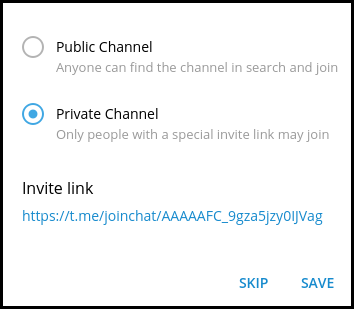 Public Channel
Anyone can find the channel in search and join
Private Channel
Only people with a special invite link may join
Invite link
https://t.me/joinchat/AAAAAFC_9gza5jzy0IJVag
SKIP SAVE